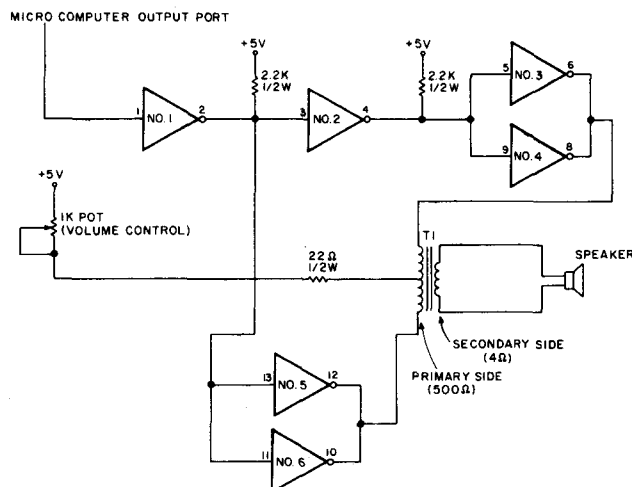 MICRO COMPUTER OUTPUT PORT
+5V
2.2K
1/2W
+5V
2.2K
1/2W
1
NO. 1
2
3
NO. 2
4
5
NO. 3
6
9
NO. 4
8
+5V
1K POT
(VOLUME CONTROL)
22Ω
1/2W
T1
SPEAKER
SECONDARY SIDE
(4Ω)
PRIMARY SIDE
(500Ω)
13
NO. 5
12
11
NO. 6
10